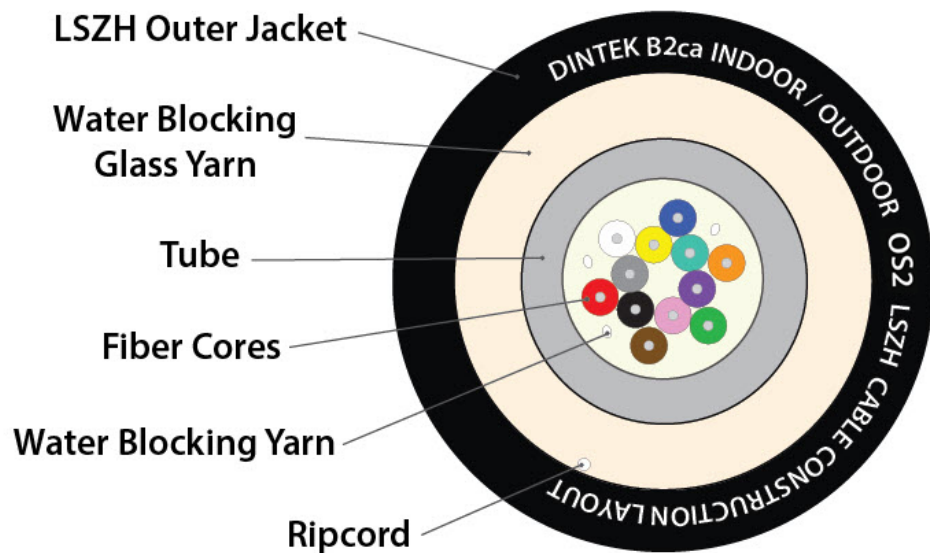 LSZH Outer Jacket
Water Blocking
Glass Yarn
Tube
Fiber Cores
Water Blocking Yarn
Ripcord
DINTEK B2ca INDOOR / OUTDOOR OS2 LSZH CABLE CONSTRUCTION LAYOUT